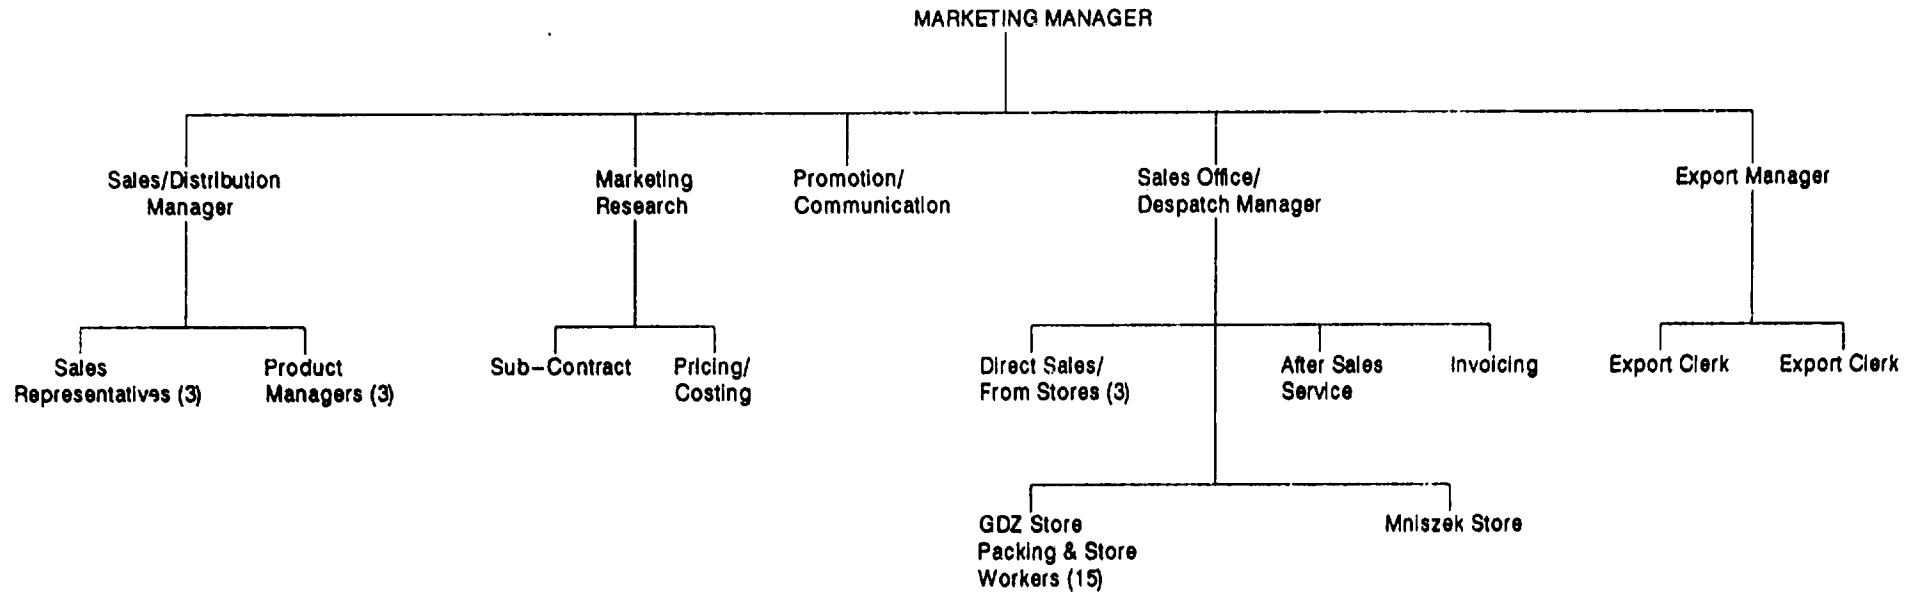 MARKETING MANAGER
Sales/Distribution
Manager
Marketing
Research
Promotion/
Communication
Sales Office/
Despatch Manager
Export Manager
Sales
Representatives (3)
Product
Managers (3)
Sub-Contract
Pricing/
Costing
Direct Sales/
From Stores (3)
After Sales
Service
Invoicing
Export Clerk
Export Clerk
GDZ Store
Packing & Store
Workers (15)
Mniszek Store